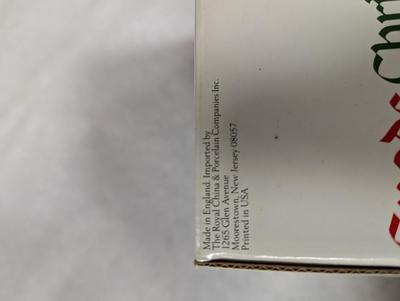 Made in England. Imported by
The Royal China & Porcelain Companies Inc.
1265 Glen Avenue
Moorestown, New Jersey 08057
Printed in USA